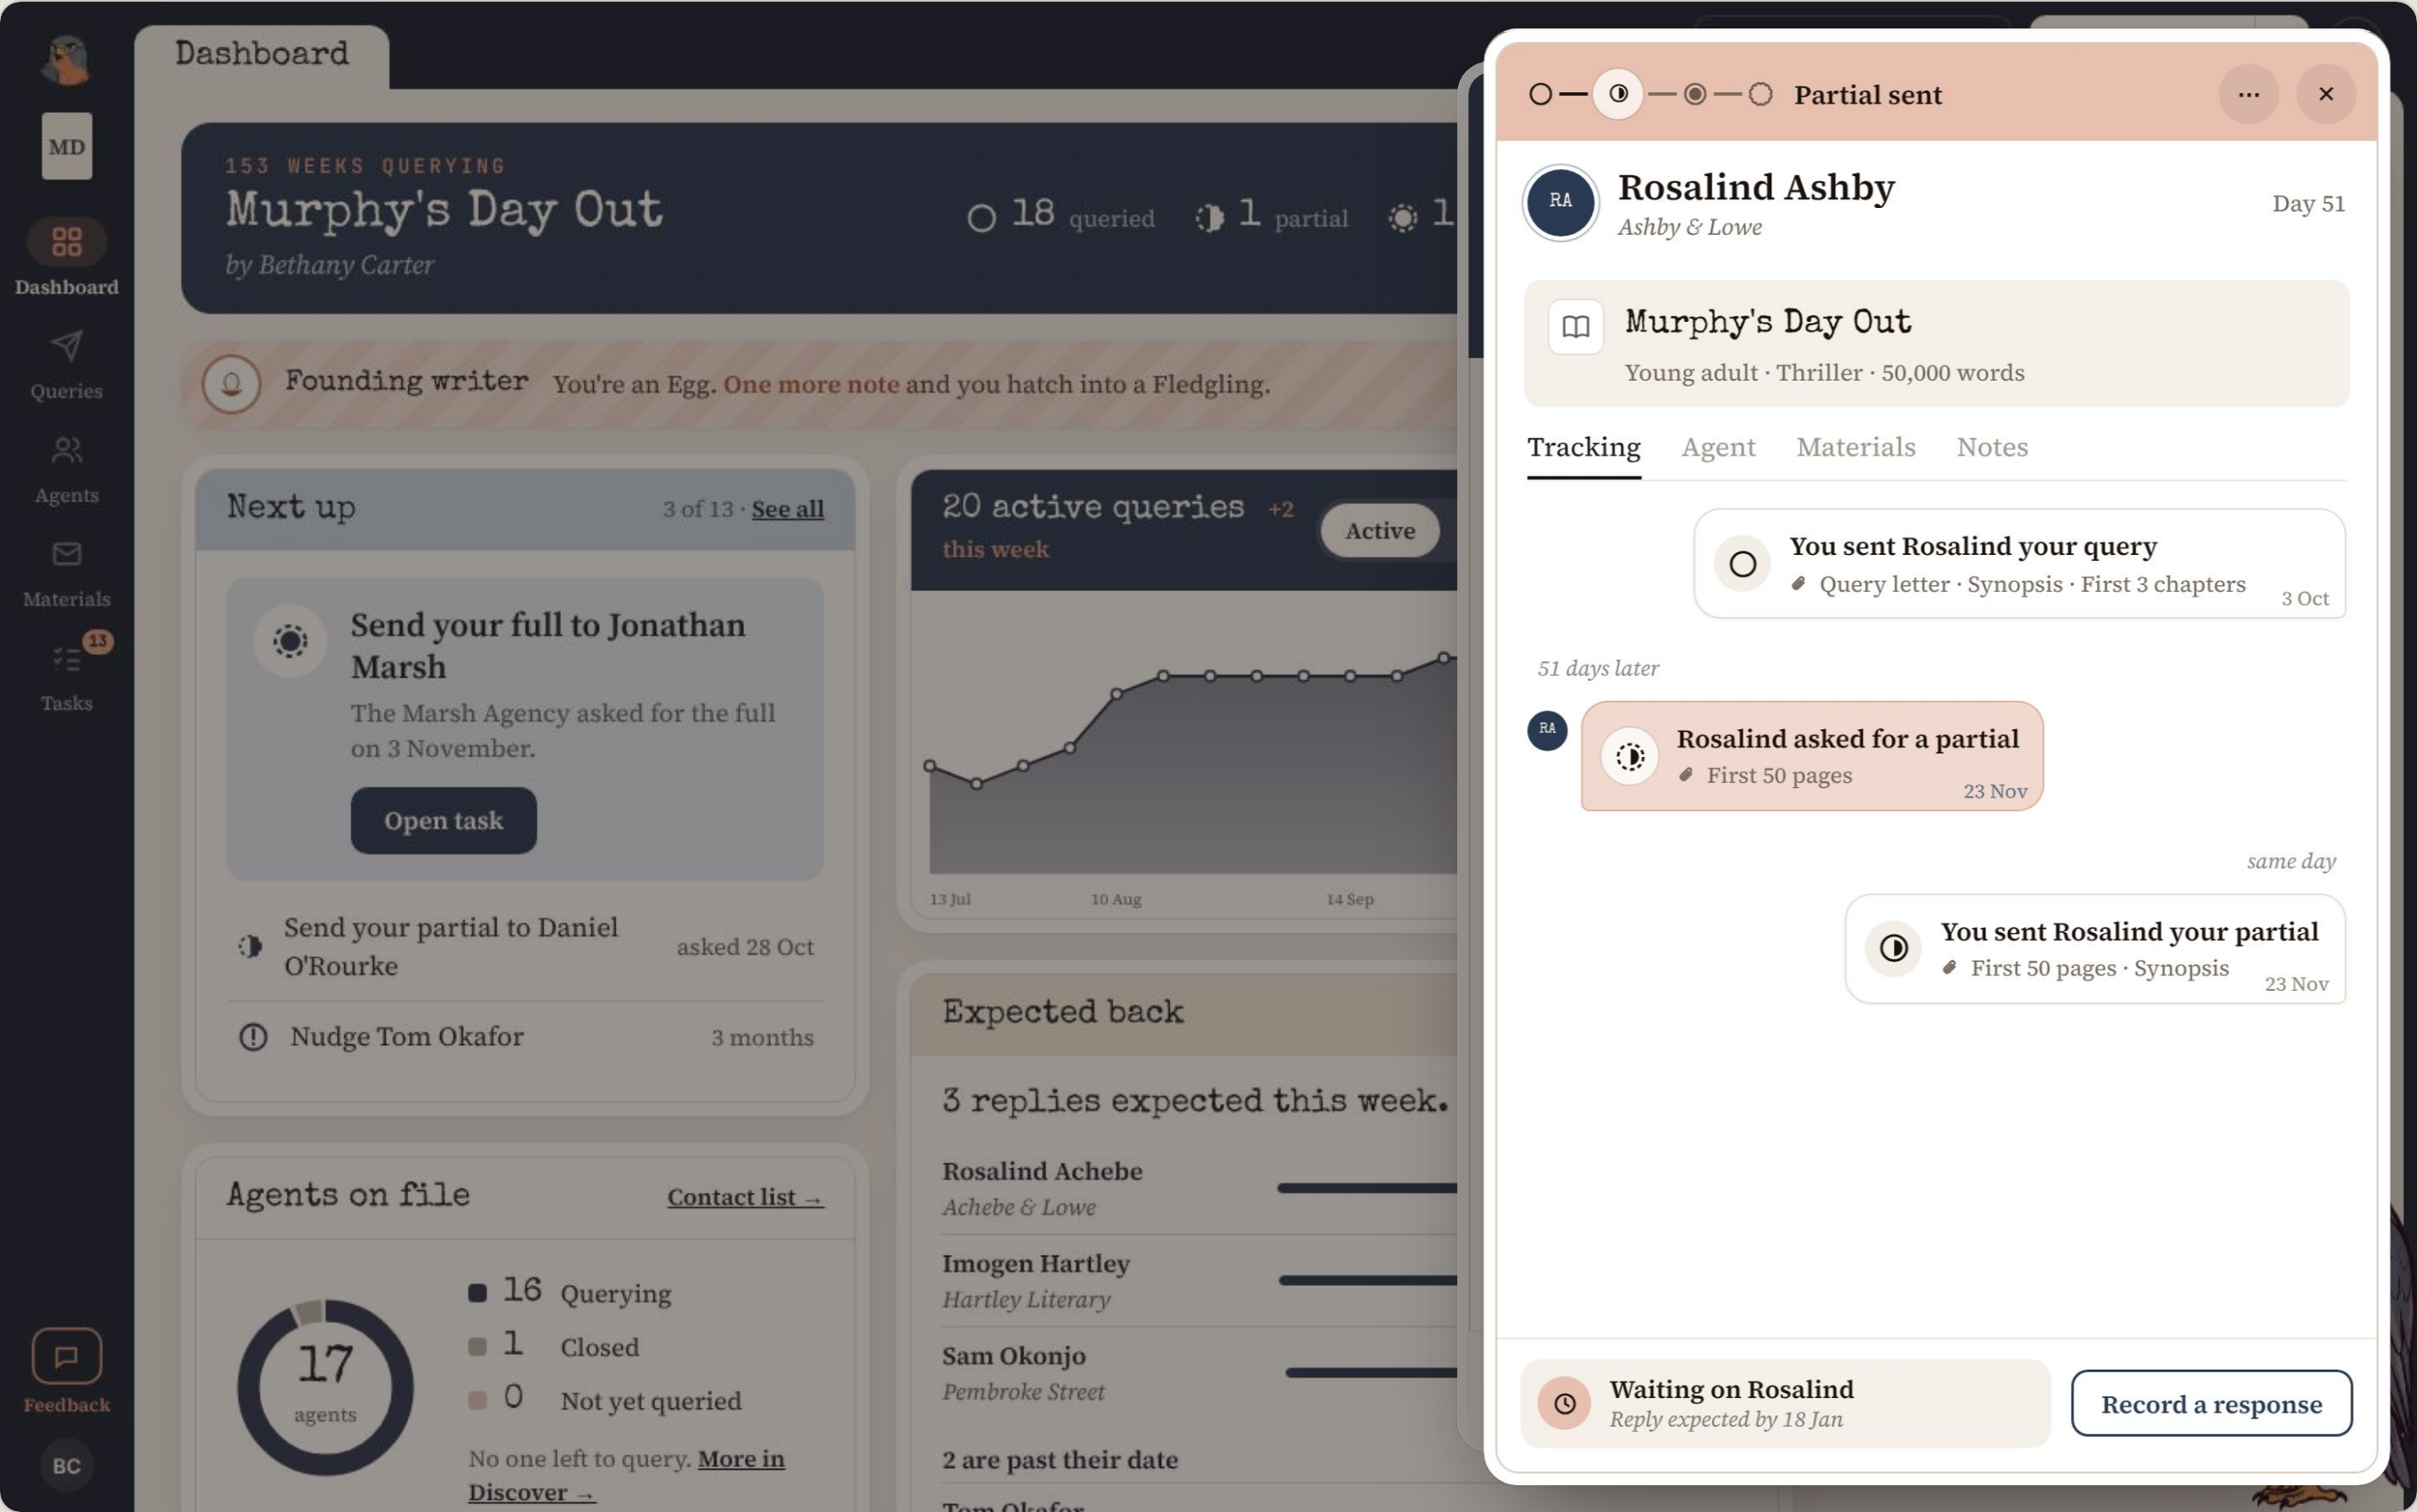 Dashboard
MD
Dashboard
Queries
Agents
Materials
13
Tasks
Feedback
BC
153 WEEKS QUERYING
Murphy's Day Out
by Bethany Carter
18 queried
1 partial
1
Founding writer You're an Egg. One more note and you hatch into a Fledgling.
Next up
3 of 13 · See all
Send your full to Jonathan
Marsh
The Marsh Agency asked for the full
on 3 November.
Open task
Send your partial to Daniel
O'Rourke
asked 28 Oct
Nudge Tom Okafor
3 months
Agents on file
Contact list →
17
agents
16 Querying
1 Closed
0 Not yet queried
No one left to query. More in
Discover →
20 active queries +2
this week
Active
13 Jul
10 Aug
14 Sep
Expected back
3 replies expected this week.
Rosalind Achebe
Achebe & Lowe
Imogen Hartley
Hartley Literary
Sam Okonjo
Pembroke Street
2 are past their date
Tom Okafor
Partial sent
RA
Rosalind Ashby
Ashby & Lowe
Day 51
Murphy's Day Out
Young adult · Thriller · 50,000 words
Tracking
Agent
Materials
Notes
You sent Rosalind your query
Query letter · Synopsis · First 3 chapters
3 Oct
51 days later
RA
Rosalind asked for a partial
First 50 pages
23 Nov
same day
You sent Rosalind your partial
First 50 pages · Synopsis
23 Nov
Waiting on Rosalind
Reply expected by 18 Jan
Record a response